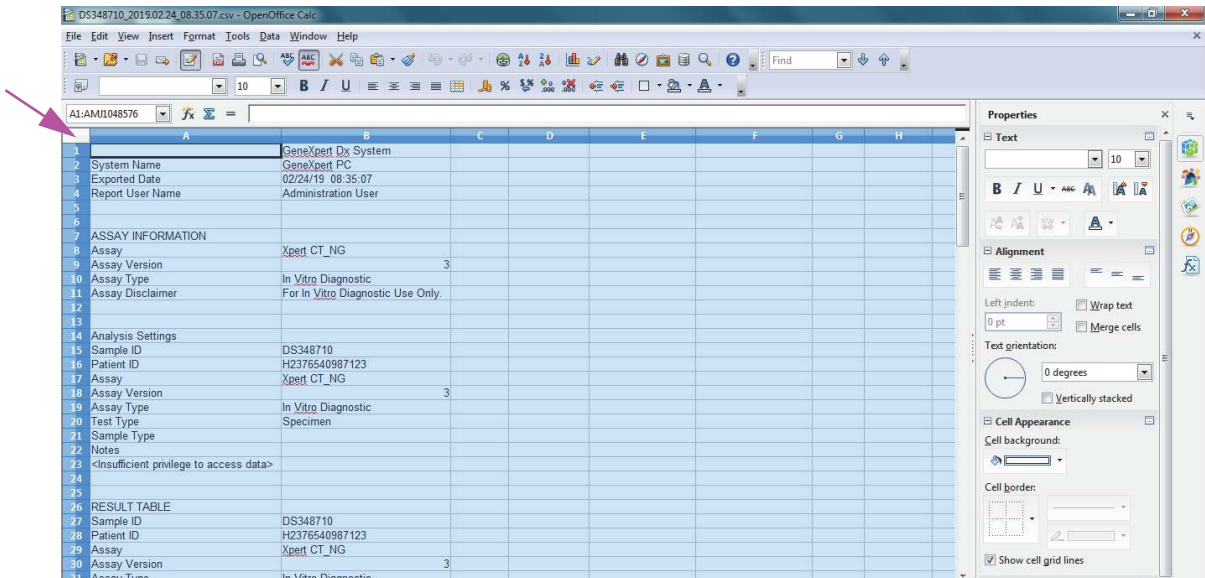 DS348710_2019.02.24_08.35.07.csv - OpenOffice Calc
File Edit View Insert Format Tools Data Window Help
Find
10 B I U
A1:AMJ1048576
A B C D E F G H
1 GeneXpert Dx System
2 System Name GeneXpert PC
3 Exported Date 02/24/19 08:35:07
4 Report User Name Administration User
5
6
7 ASSAY INFORMATION
8 Assay Xpert CT_NG
9 Assay Version 3
10 Assay Type In Vitro Diagnostic
11 Assay Disclaimer For In Vitro Diagnostic Use Only.
12
13
14 Analysis Settings
15 Sample ID DS348710
16 Patient ID H2376540987123
17 Assay Xpert CT_NG
18 Assay Version 3
19 Assay Type In Vitro Diagnostic
20 Test Type Specimen
21 Sample Type
22 Notes
23 <Insufficient privilege to access data>
24
25
26 RESULT TABLE
27 Sample ID DS348710
28 Patient ID H2376540987123
29 Assay Xpert CT_NG
30 Assay Version 3
31 Assay Type In Vitro Diagnostic
Properties
Text
10
B I U ABC
Alignment
Left indent:
Wrap text
0 pt
Merge cells
Text orientation:
0 degrees
Vertically stacked
Cell Appearance
Cell background:
Cell border:
Show cell grid lines